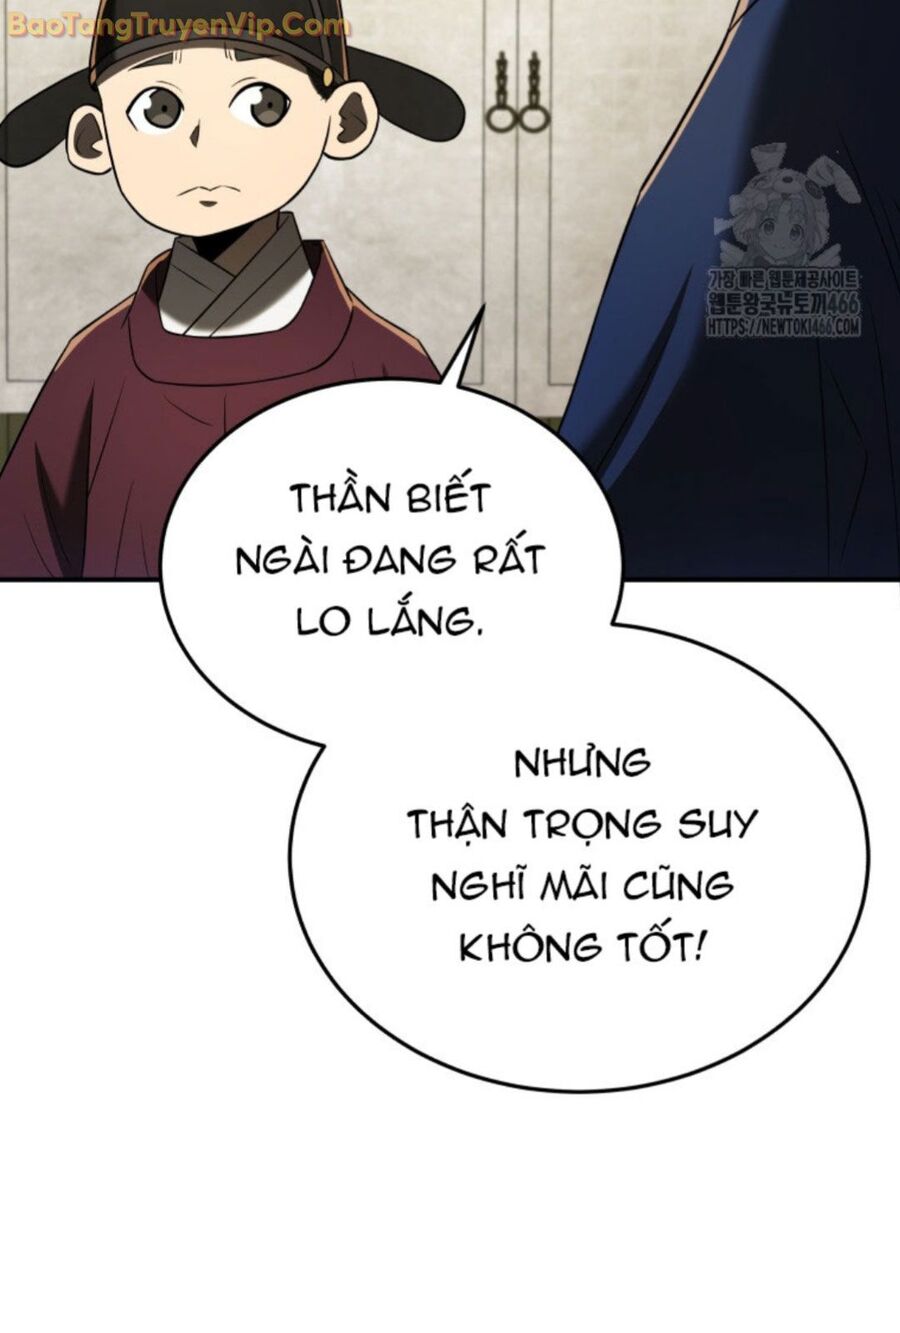 BaoTangTruyenVip.Com
가장 빠른 웹툰제공사이트
웹툰왕국뉴토끼466
HTTPS://NEWTOKI466.COM
THẦN BIẾT
NGÀI ĐANG RẤT
LO LẮNG.
NHƯNG
THẬN TRỌNG SUY
NGHĨ MÃI CŨNG
KHÔNG TỐT!